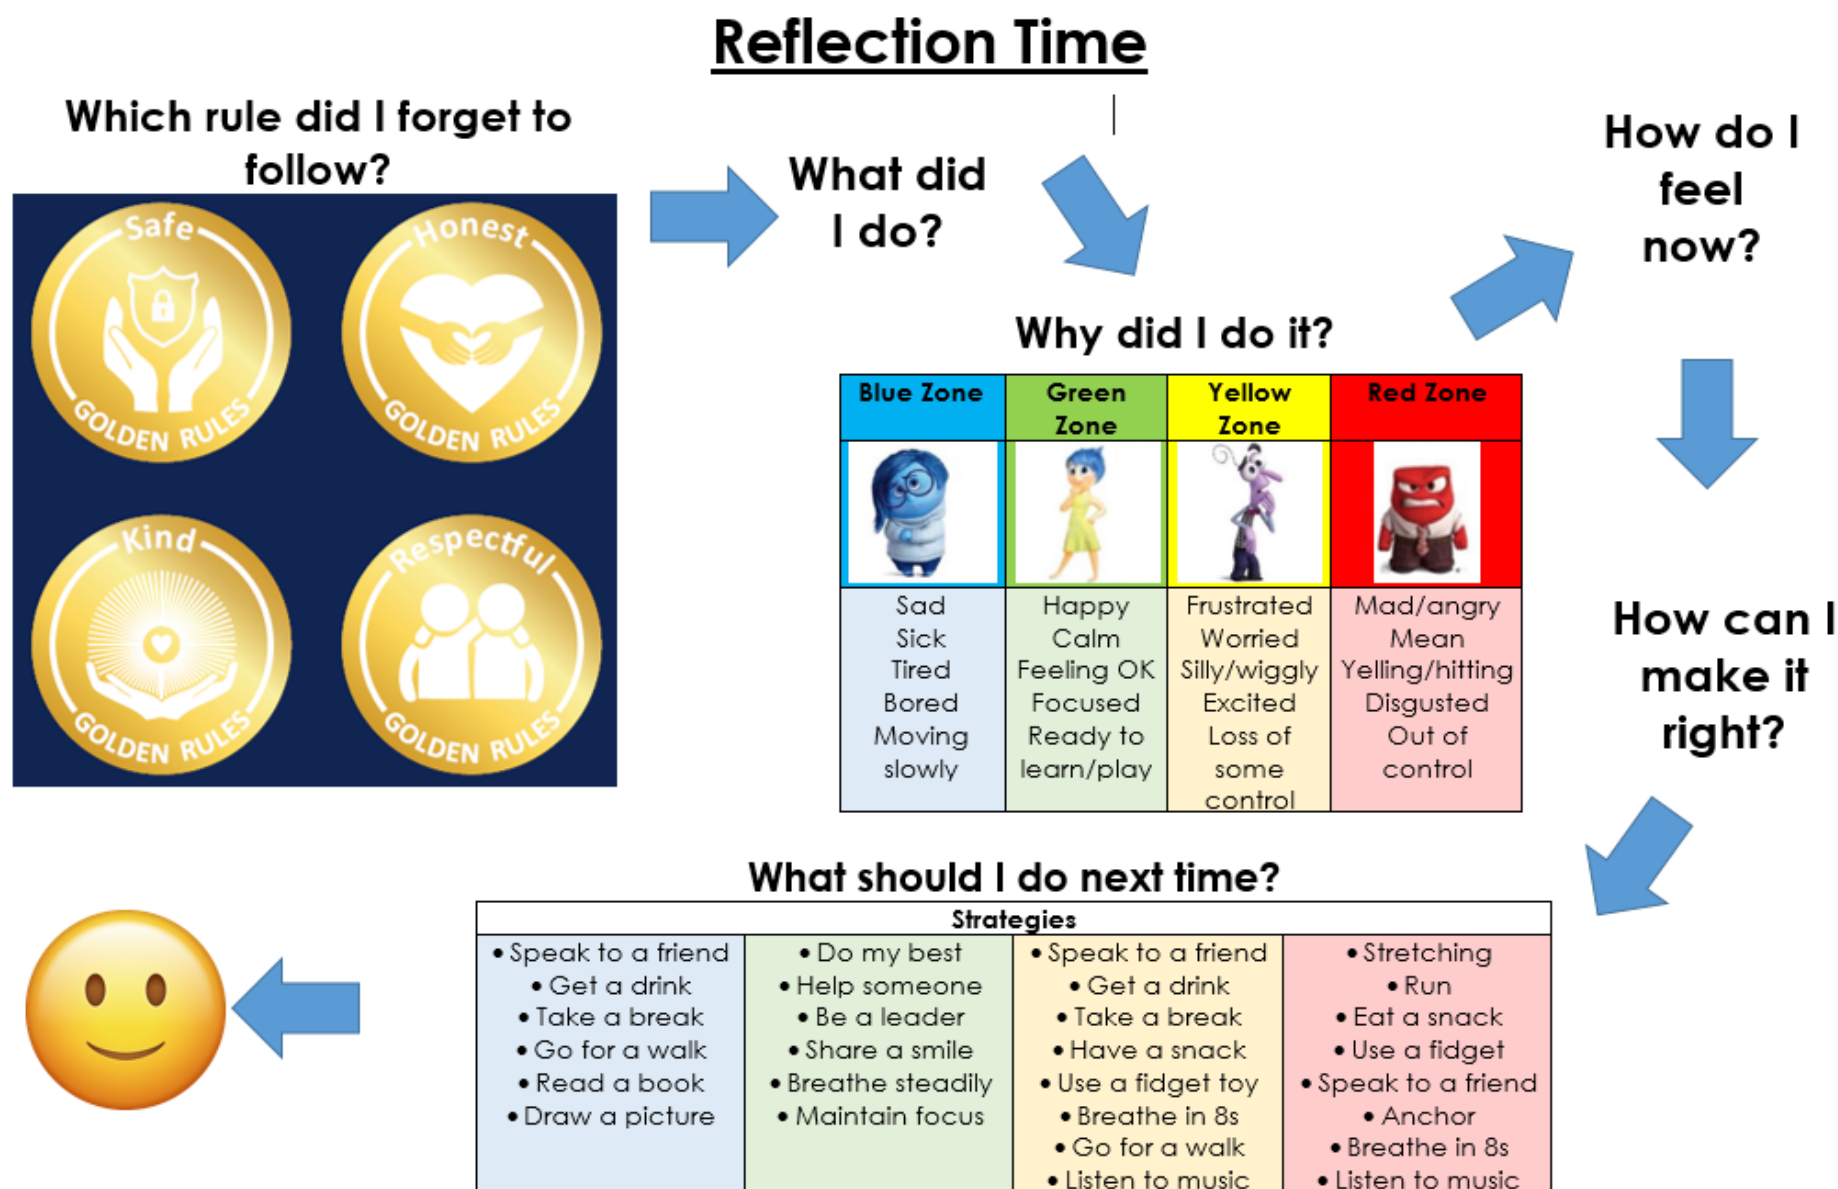 Reflection Time
Which rule did I forget to
follow?
Safe
GOLDEN RULES
Honest
GOLDEN RULES
Kind
GOLDEN RULES
Respectful
GOLDEN RULES
What did
I do?
Why did I do it?
Blue Zone
Green
Zone
Yellow
Zone
Red Zone
Sad
Sick
Tired
Bored
Moving
slowly
Happy
Calm
Feeling OK
Focused
Ready to
learn/play
Frustrated
Worried
Silly/wiggly
Excited
Loss of
some
control
Mad/angry
Mean
Yelling/hitting
Disgusted
Out of
control
How do I
feel
now?
How can I
make it
right?
What should I do next time?
Strategies
• Speak to a friend
• Get a drink
• Take a break
• Go for a walk
• Read a book
• Draw a picture
• Do my best
• Help someone
• Be a leader
• Share a smile
• Breathe steadily
• Maintain focus
• Speak to a friend
• Get a drink
• Take a break
• Have a snack
• Use a fidget toy
• Breathe in 8s
• Go for a walk
• Listen to music
• Stretching
• Run
• Eat a snack
• Use a fidget
• Speak to a friend
• Anchor
• Breathe in 8s
• Listen to music